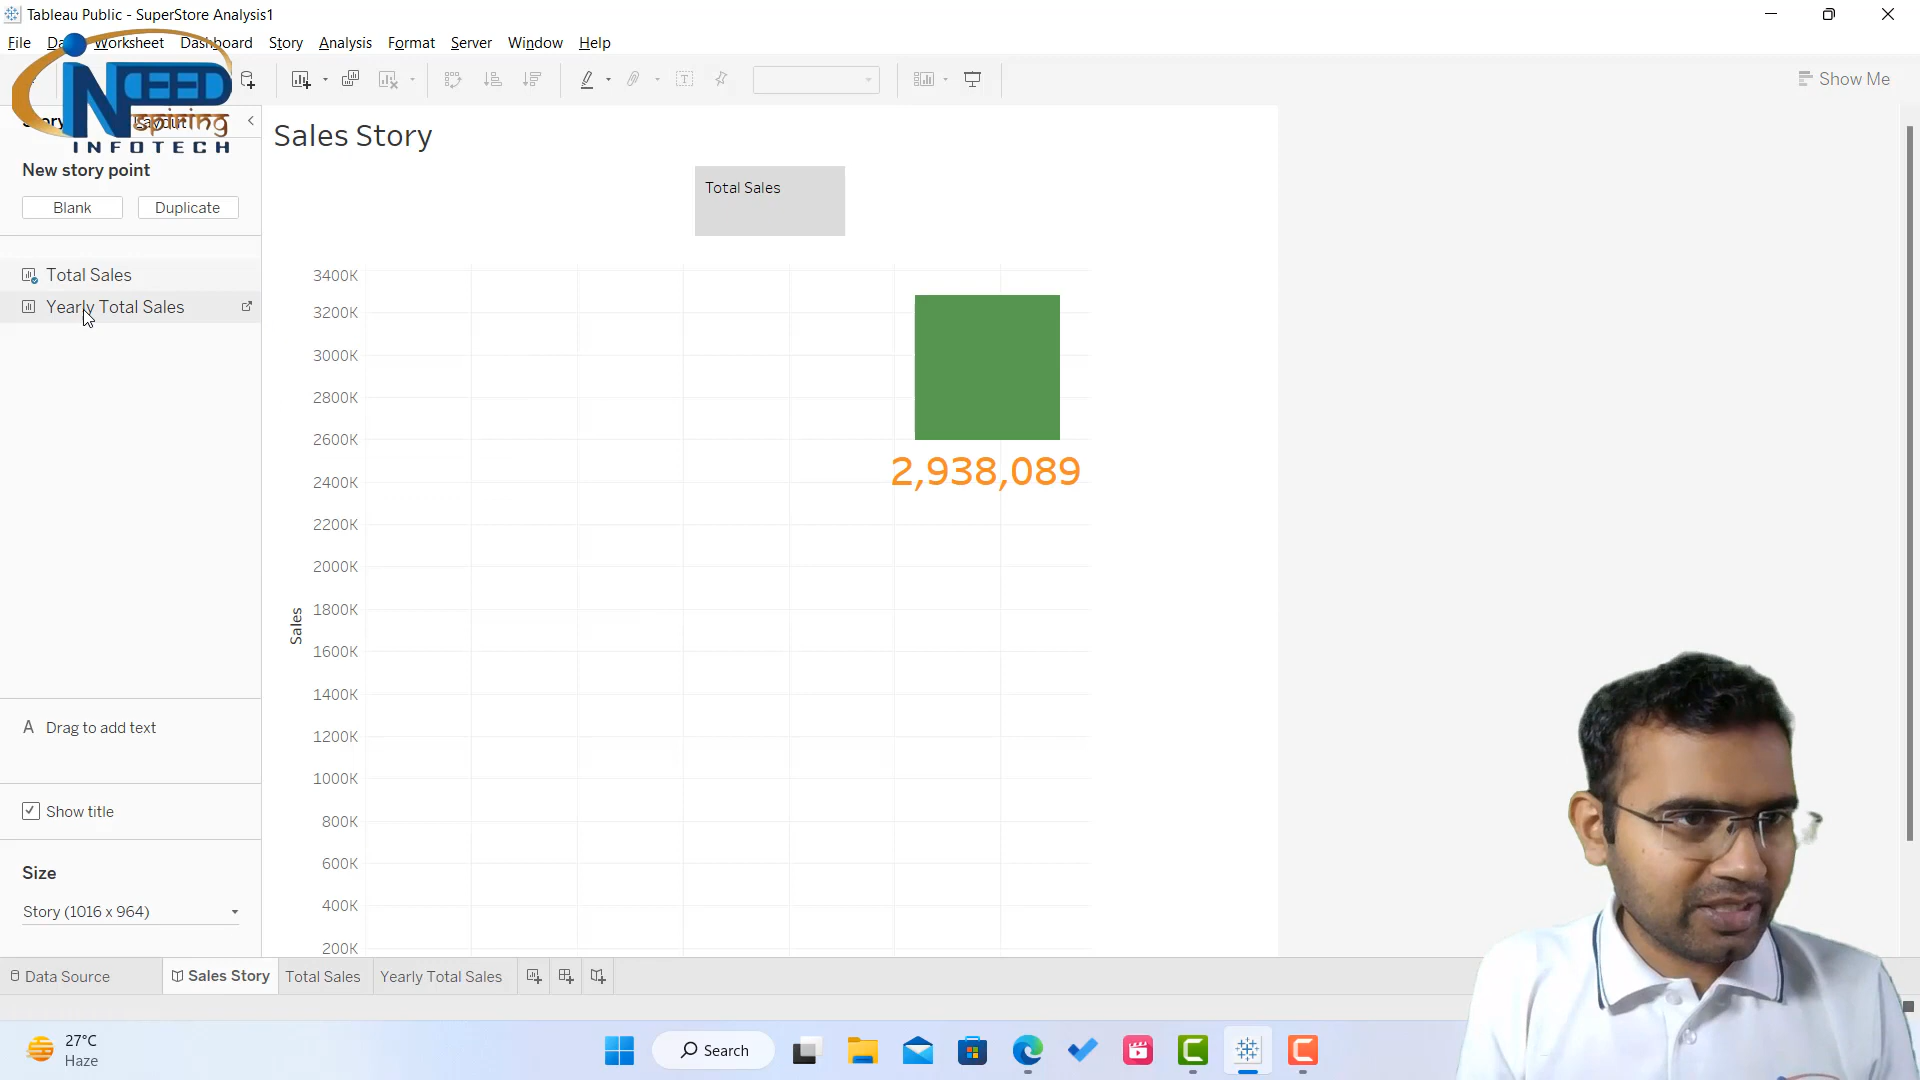 Tableau Public - SuperStore Analysis1
File
Worksheet
Dashboard
Story
Analysis
Format
Server
Window
Help
NCEED
nspiring
INFOTECH
Show Me
New story point
Blank
Duplicate
Total Sales
Yearly Total Sales
A Drag to add text
Show title
Size
Story (1016 x 964)
Sales Story
Total Sales
3400K
3200K
3000K
2800K
2600K
2400K
2200K
2000K
1800K
1600K
1400K
1200K
1000K
800K
600K
400K
200K
Sales
2,938,089
Data Source
Sales Story
Total Sales
Yearly Total Sales
27°C
Haze
Search